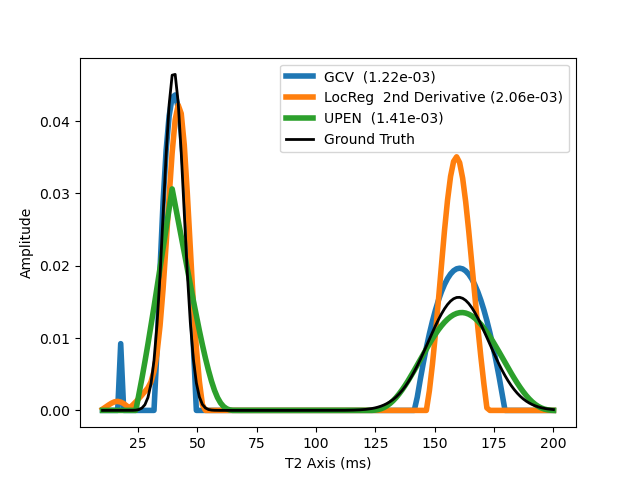 GCV  (1.22e-03)
LocReg  2nd Derivative (2.06e-03)
UPEN  (1.41e-03)
Ground Truth
0.04
0.03
0.02
0.01
0.00
Amplitude
25 50 75 100 125 150 175 200
T2 Axis (ms)